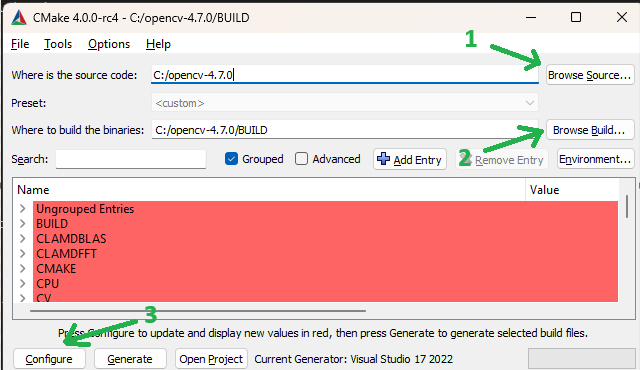 CMake 4.0.0-rc4 - C:/opencv-4.7.0/BUILD
File Tools Options Help
1
Where is the source code: C:/opencv-4.7.0 Browse Source...
Preset: <custom>
Where to build the binaries: C:/opencv-4.7.0/BUILD Browse Build...
2
Search: Grouped Advanced Add Entry Remove Entry Environment...
Name Value
Ungrouped Entries
BUILD
CLAMDBLAS
CLAMDFFT
CMAKE
CPU
CV
3
Press Configure to update and display new values in red, then press Generate to generate selected build files.
Configure Generate Open Project Current Generator: Visual Studio 17 2022